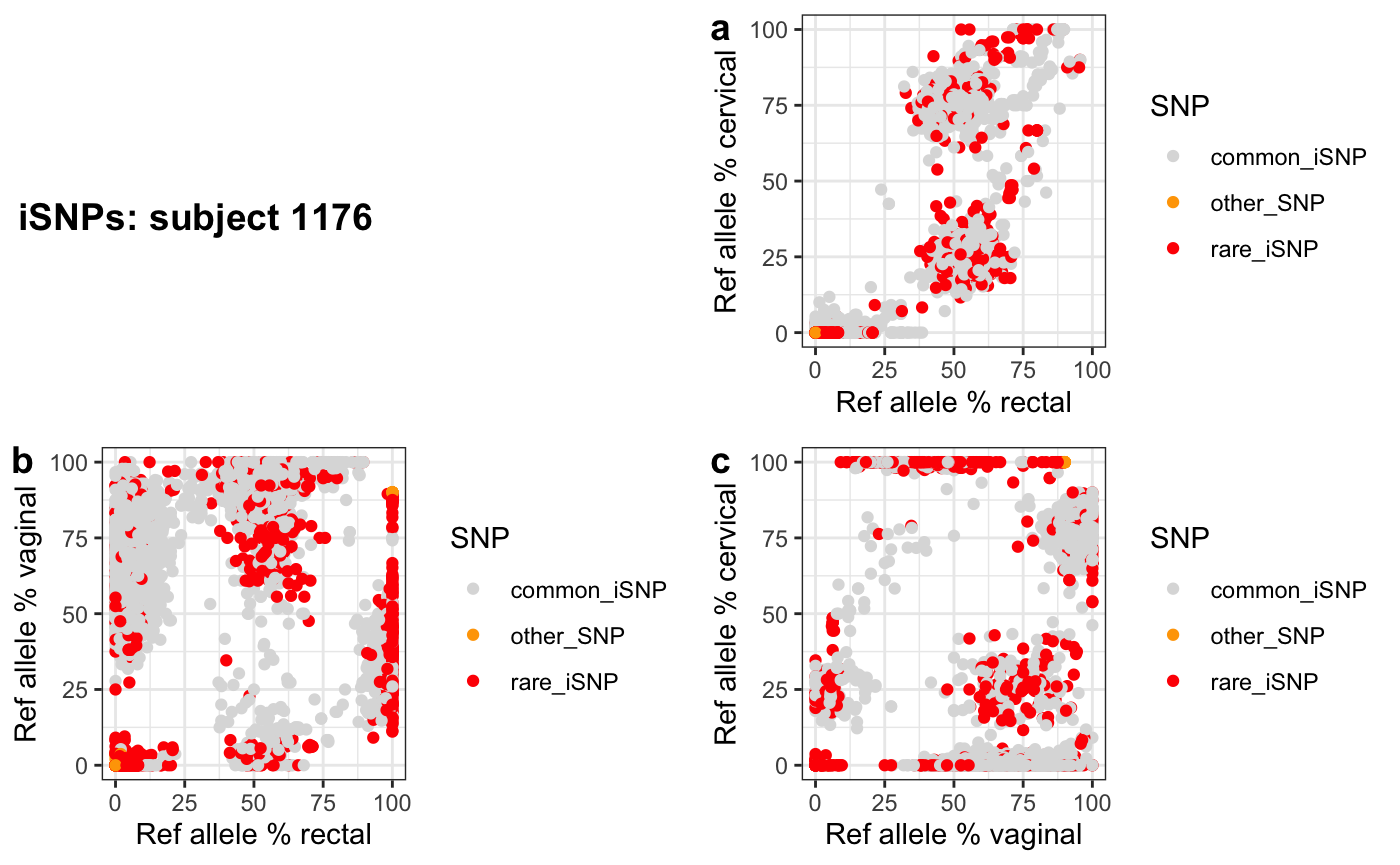 iSNPs: subject 1176
a
Ref allele % cervical
100
75
50
25
0
0 25 50 75 100
Ref allele % rectal
SNP
common_iSNP
other_SNP
rare_iSNP
b
Ref allele % vaginal
100
75
50
25
0
0 25 50 75 100
Ref allele % rectal
SNP
common_iSNP
other_SNP
rare_iSNP
c
Ref allele % cervical
100
75
50
25
0
0 25 50 75 100
Ref allele % vaginal
SNP
common_iSNP
other_SNP
rare_iSNP